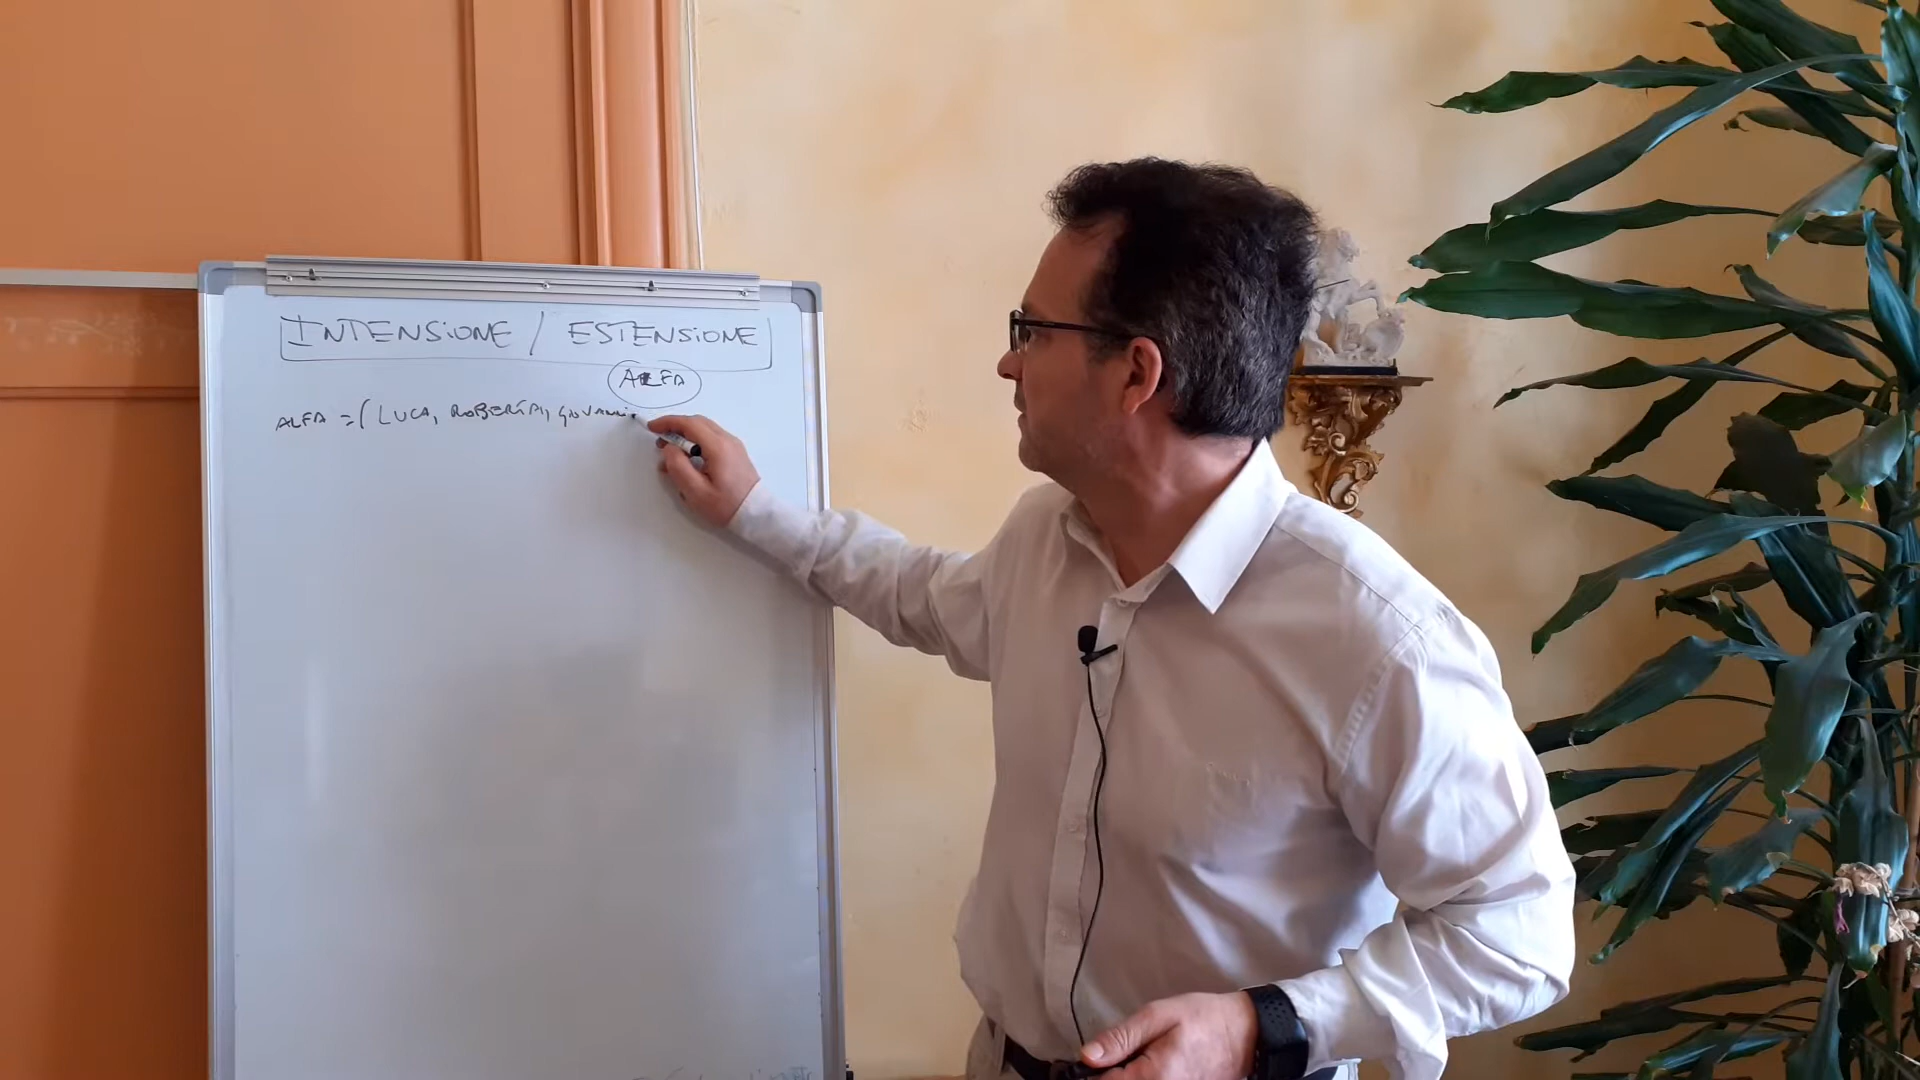 INTENSIONE / ESTENSIONE
ALFA
ALFA = ( LUCA, ROBERTA, GIOVANNI